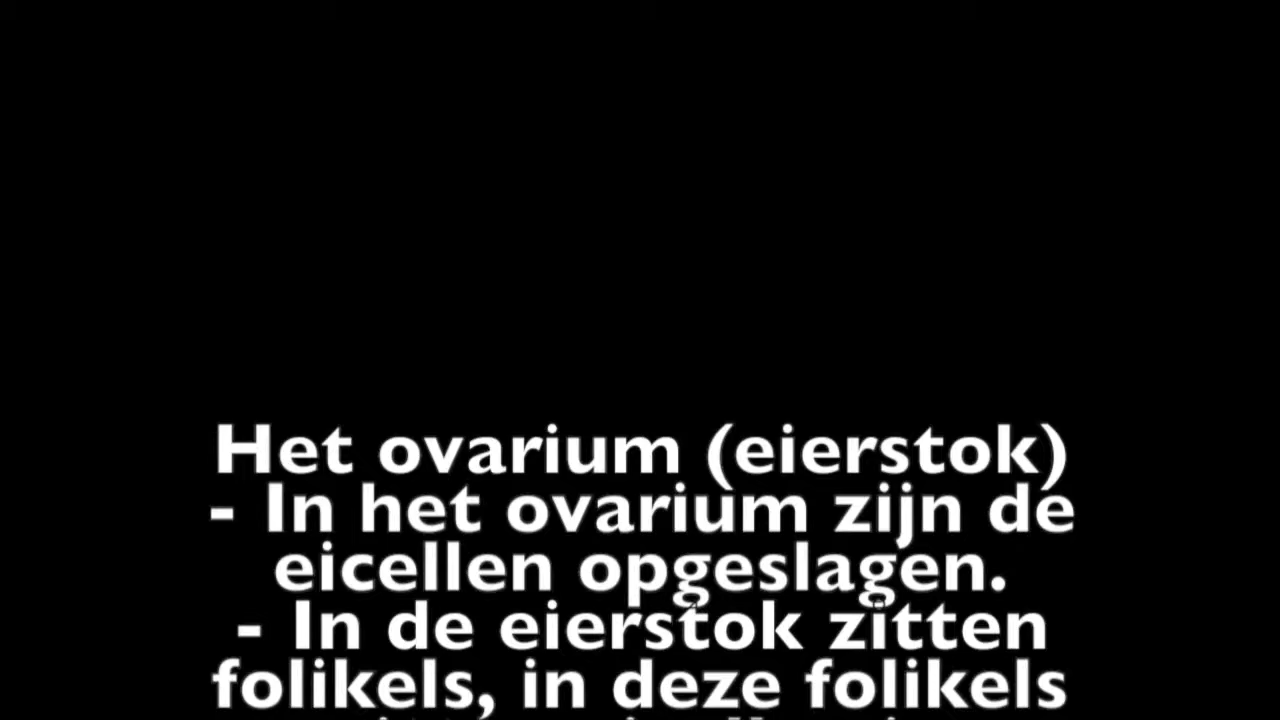 Het ovarium (eierstok)
- In het ovarium zijn de
eicellen opgeslagen.
- In de eierstok zitten
folikels, in deze folikels